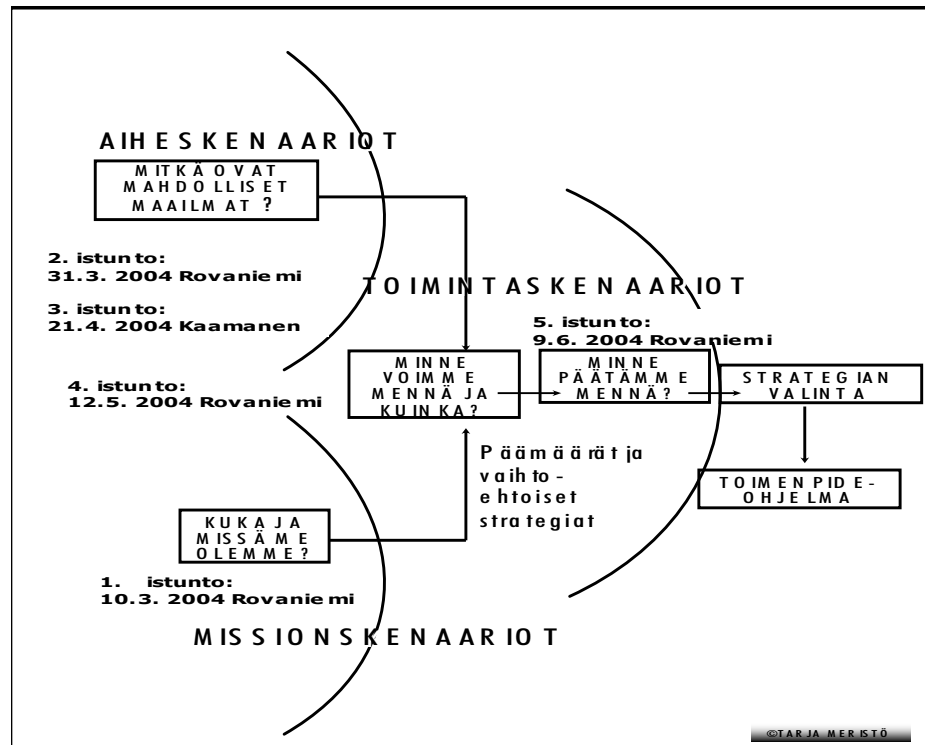 AIHESKENAARIOT
MITKÄ OVAT
MAHDOLLISET
MAAILMAT ?
2. istunto:
31.3. 2004 Rovaniemi
3. istunto:
21.4. 2004 Kaamanen
4. istunto:
12.5. 2004 Rovaniemi
TOIMINTASKENAARIOT
5. istunto:
9.6. 2004 Rovaniemi
MINNE
VOIMME
MENNÄ JA
KUINKA?
MINNE
PÄÄTÄMME
MENNÄ?
STRATEGIAN
VALINTA
TOIMENPIDE-
OHJELMA
Päämäärät ja
vaihto-
ehtoiset
strategiat
KUKA JA
MISSÄ ME
OLEMME?
1. istunto:
10.3. 2004 Rovaniemi
MISSIONSKENAARIOT
©TARJA MERISTÖ